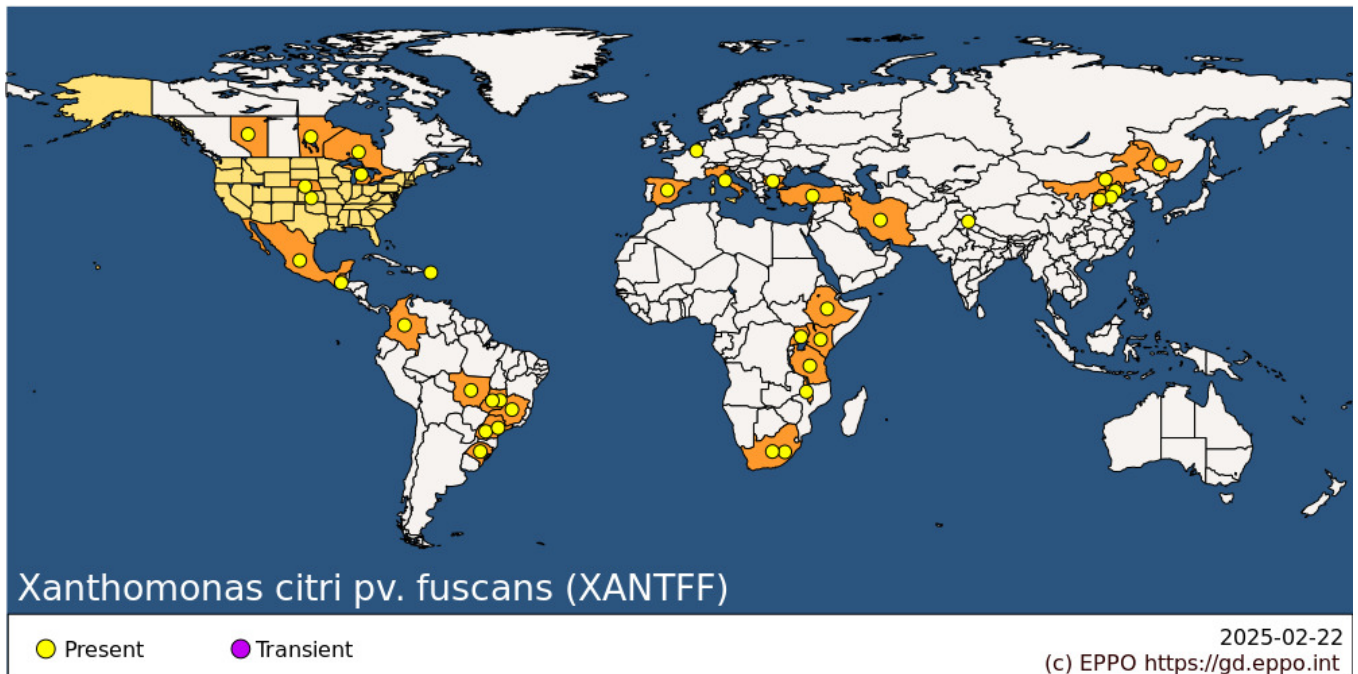 Xanthomonas citri pv. fuscans (XANTFF)
Present
Transient
2025-02-22
(c) EPPO https://gd.eppo.int